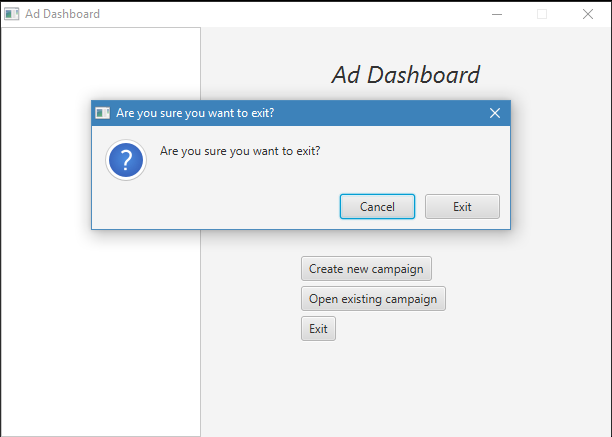 Ad Dashboard
Ad Dashboard
Are you sure you want to exit?
?
Are you sure you want to exit?
Cancel
Exit
Create new campaign
Open existing campaign
Exit